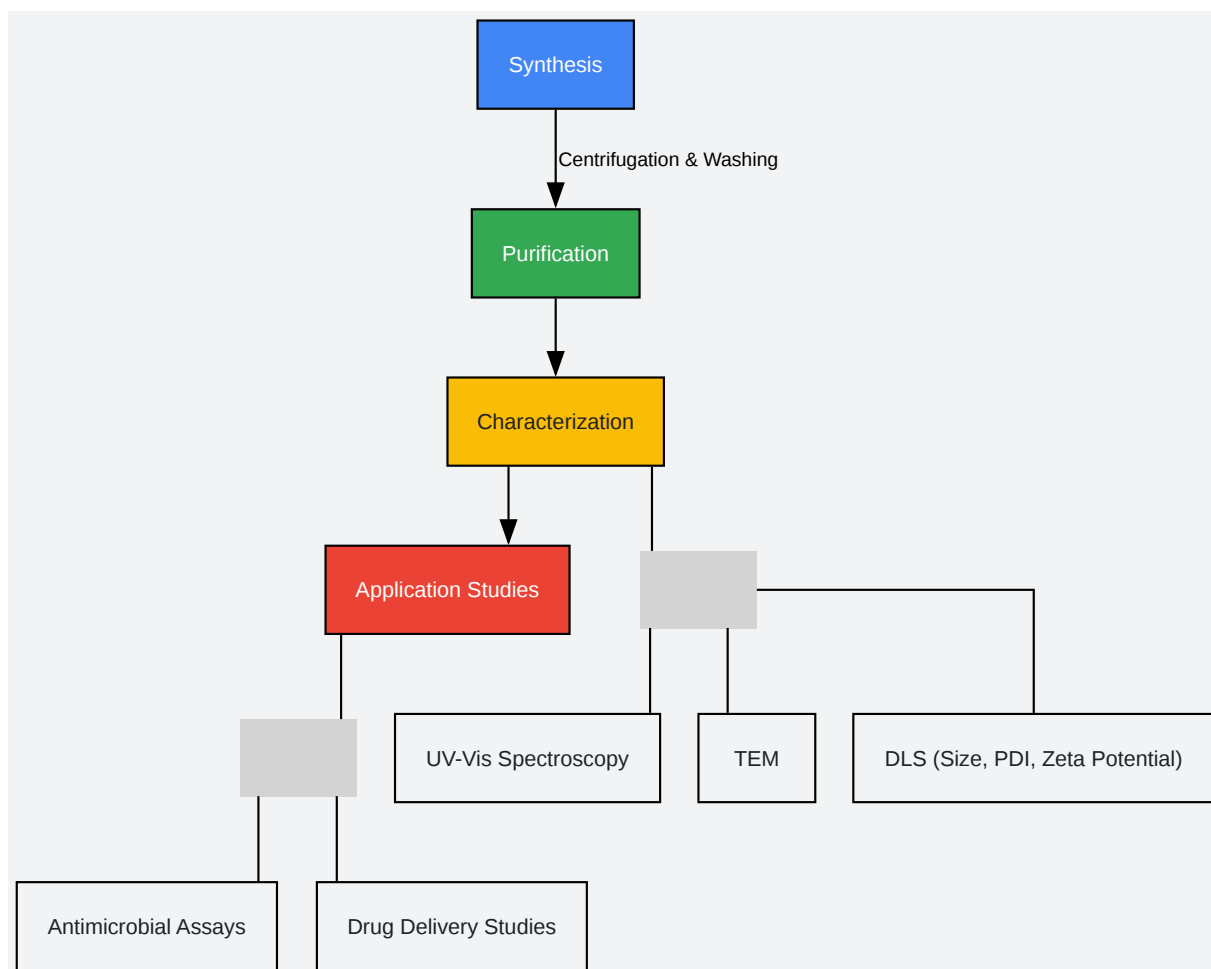 Synthesis
Centrifugation & Washing
Purification
Characterization
Application Studies
UV-Vis Spectroscopy
TEM
DLS (Size, PDI, Zeta Potential)
Antimicrobial Assays
Drug Delivery Studies